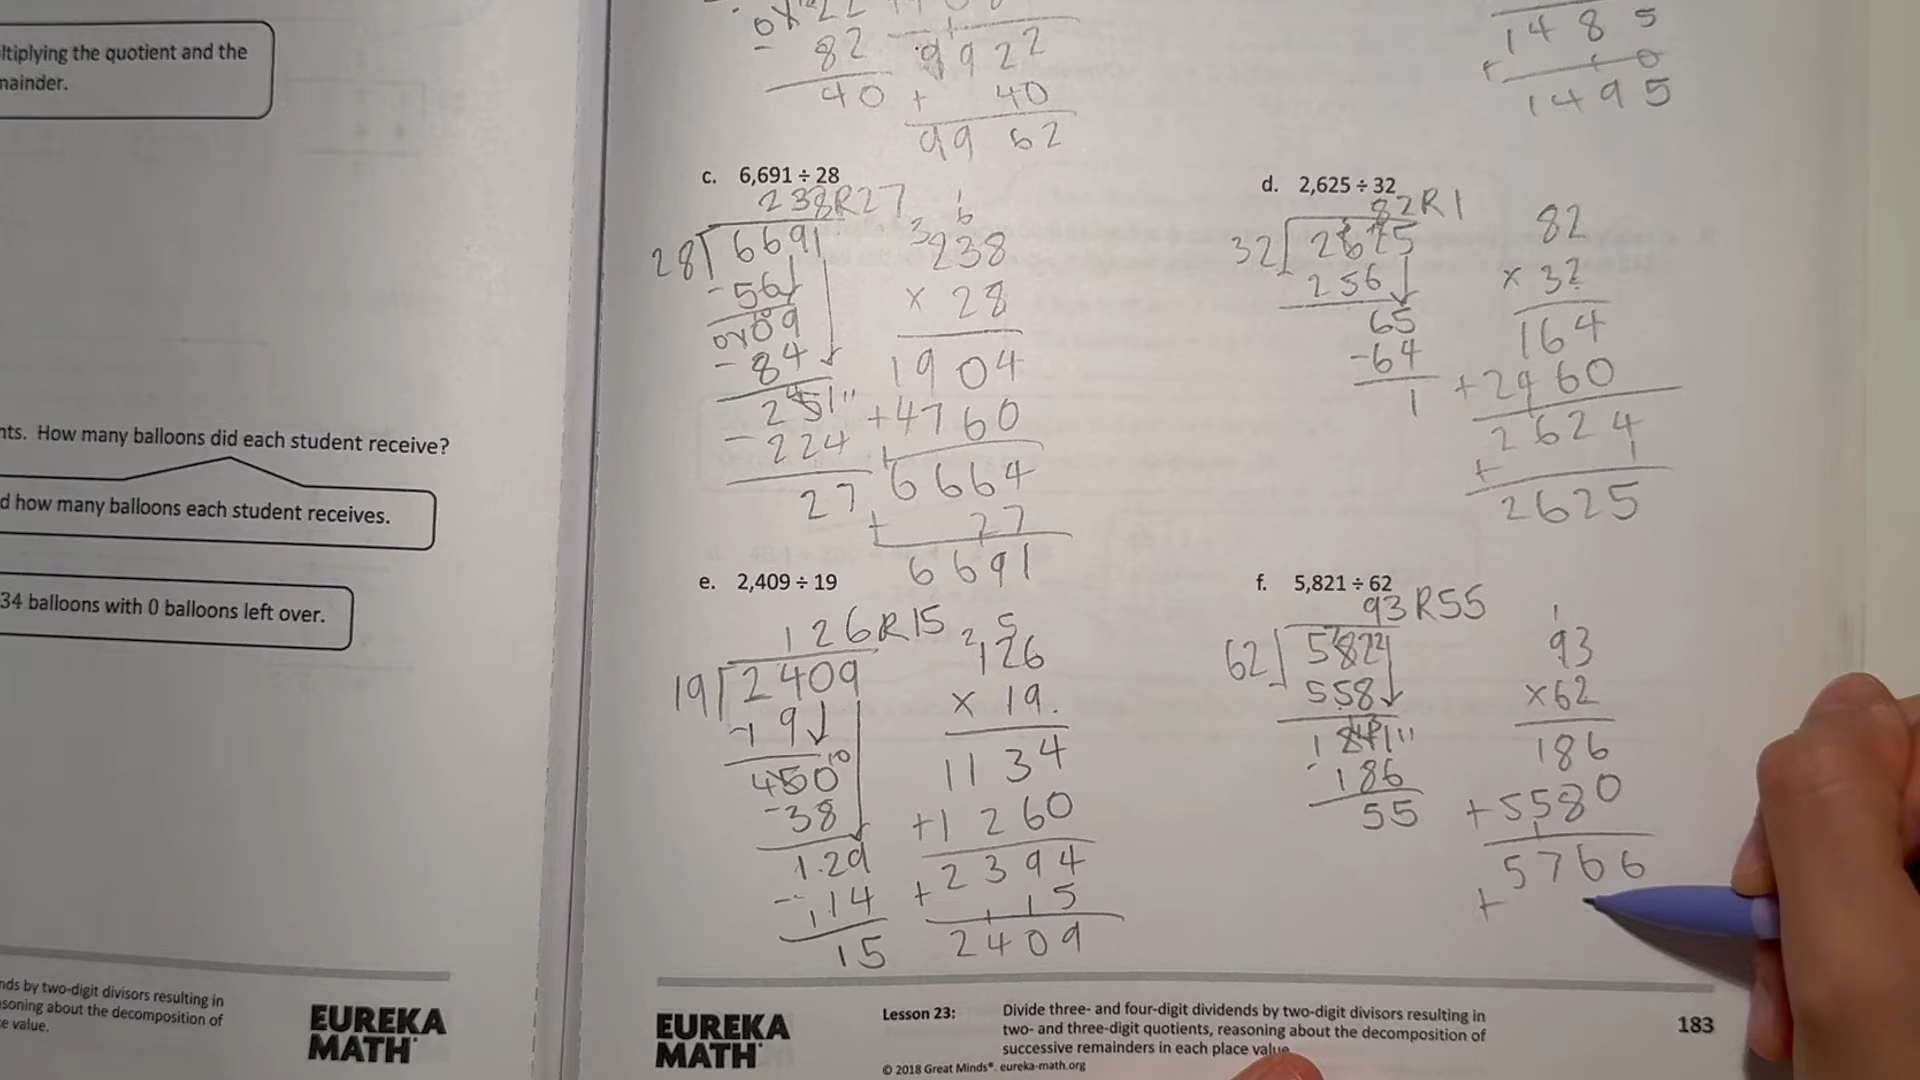 ltiplying the quotient and the
mainder.
nts. How many balloons did each student receive?
d how many balloons each student receives.
34 balloons with 0 balloons left over.
nds by two-digit divisors resulting in
soning about the decomposition of
e value.
EUREKA
MATH
82
- 82
40
9922
+ 40
9962
1485
+
1495
c. 6,691 ÷ 28
238R27
28 6691
- 56
09
- 84
251
- 224
27
238
x 28
1904
+4760
6664
+ 27
6691
d. 2,625 ÷ 32
82R1
32 2625
256
65
-64
1
82
x 32
164
+2460
2624
+ 1
2625
e. 2,409 ÷ 19
126R15
19 2409
-19
50
-38
129
-114
15
126
x 19.
1134
+1260
2394
+ 15
2409
f. 5,821 ÷ 62
93R55
62 5821
558
241
- 186
55
93
x62
186
+5580
5766
+
EUREKA
MATH
Lesson 23: Divide three- and four-digit dividends by two-digit divisors resulting in
two- and three-digit quotients, reasoning about the decomposition of
successive remainders in each place value.
© 2018 Great Minds®. eureka-math.org
183